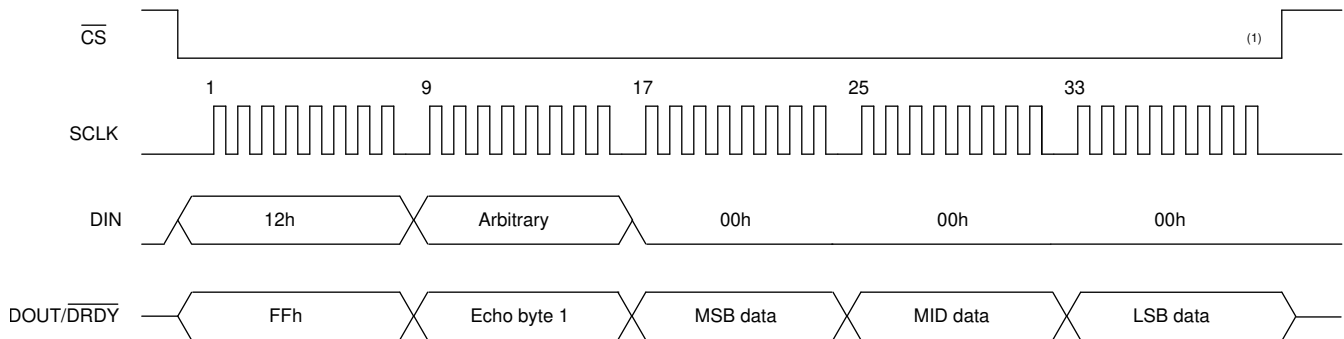 CS
(1)
1 9 17 25 33
SCLK
DIN 12h Arbitrary 00h 00h 00h
DOUT/DRDY FFh Echo byte 1 MSB data MID data LSB data